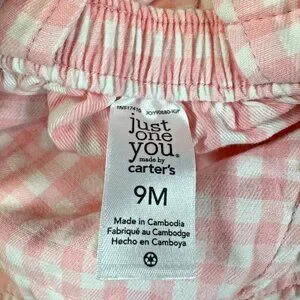 just
one
you.
made by
carter's
9M
Made in Cambodia
Fabriqué au Cambodge
Hecho en Camboya